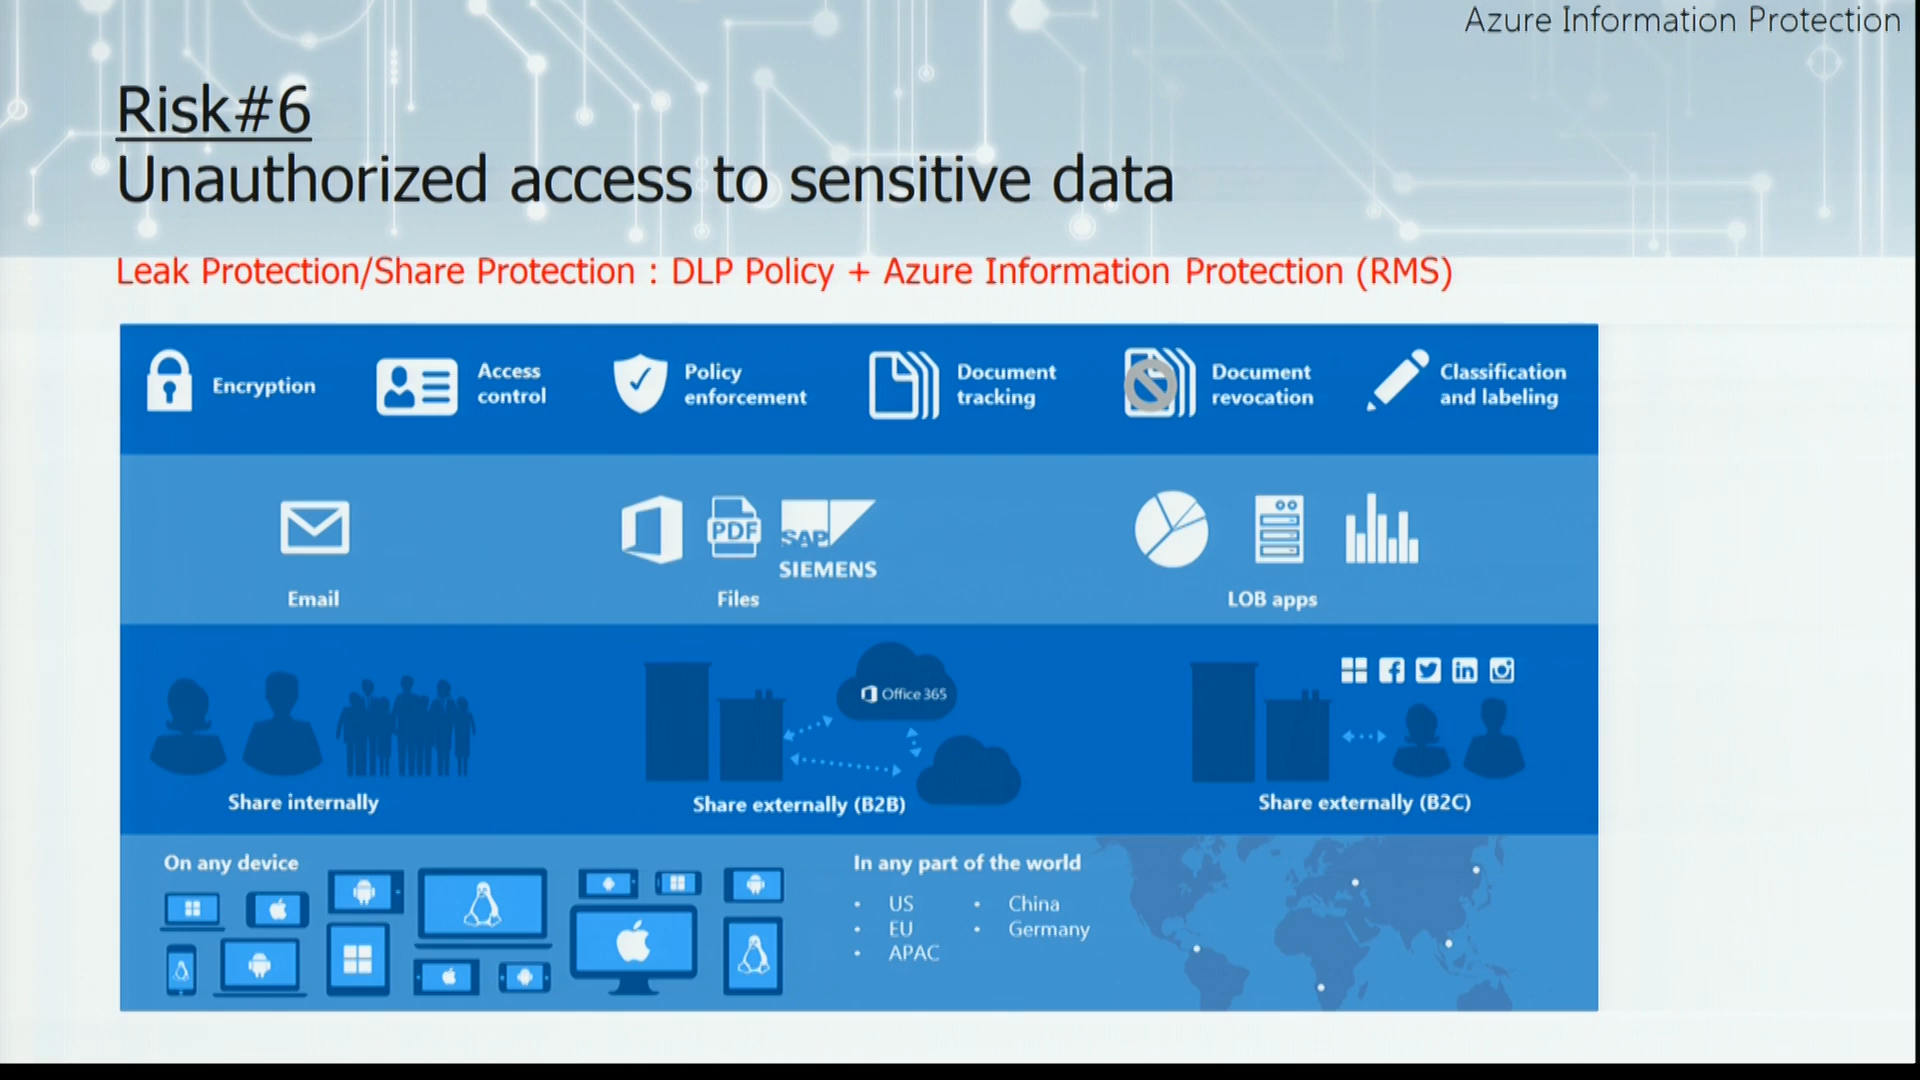 Azure Information Protection
Risk#6
Unauthorized access to sensitive data
Leak Protection/Share Protection : DLP Policy + Azure Information Protection (RMS)
Encryption
Access
control
Policy
enforcement
Document
tracking
Document
revocation
Classification
and labeling
PDF
SAP
SIEMENS
Email
Files
LOB apps
Office 365
Share internally
Share externally (B2B)
Share externally (B2C)
On any device
In any part of the world
• US
• EU
• APAC
• China
• Germany